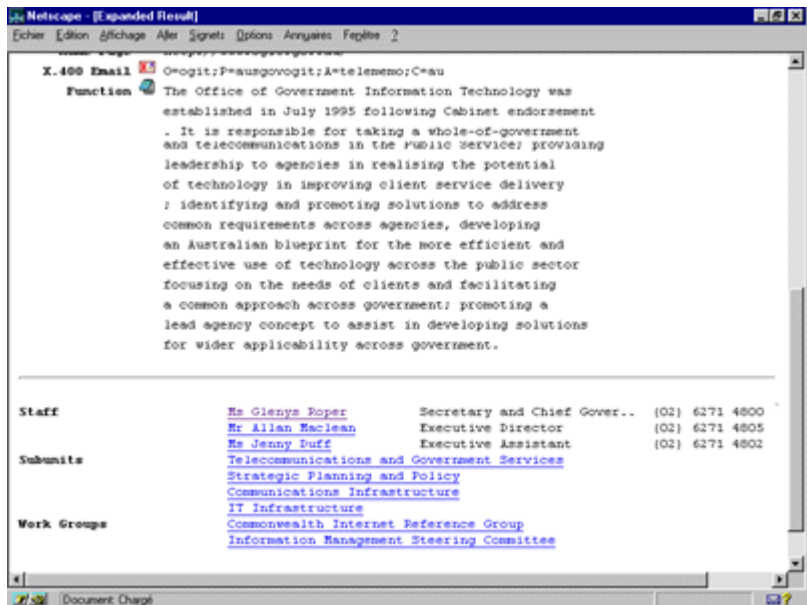 Netscape - [Expanded Result]
Fichier Edition Affichage Aller Signets Options Annuaires Fenêtre ?
X.400 Email O=ogit;P=ausgovogit;A=telememo;C=au
Function The Office of Government Information Technology was
established in July 1995 following Cabinet endorsement
. It is responsible for taking a whole-of-government
and telecommunications in the Public Service; providing
leadership to agencies in realising the potential
of technology in improving client service delivery
; identifying and promoting solutions to address
common requirements across agencies, developing
an Australian blueprint for the more efficient and
effective use of technology across the public sector
focusing on the needs of clients and facilitating
a common approach across government; promoting a
lead agency concept to assist in developing solutions
for wider applicability across government.
Staff Ms Glenys Roper Secretary and Chief Gover.. (02) 6271 4800
Mr Allan Maclean Executive Director (02) 6271 4805
Ms Jenny Duff Executive Assistant (02) 6271 4802
Subunits Telecommunications and Government Services
Strategic Planning and Policy
Communications Infrastructure
IT Infrastructure
Work Groups Commonwealth Internet Reference Group
Information Management Steering Committee
Document: Chargé